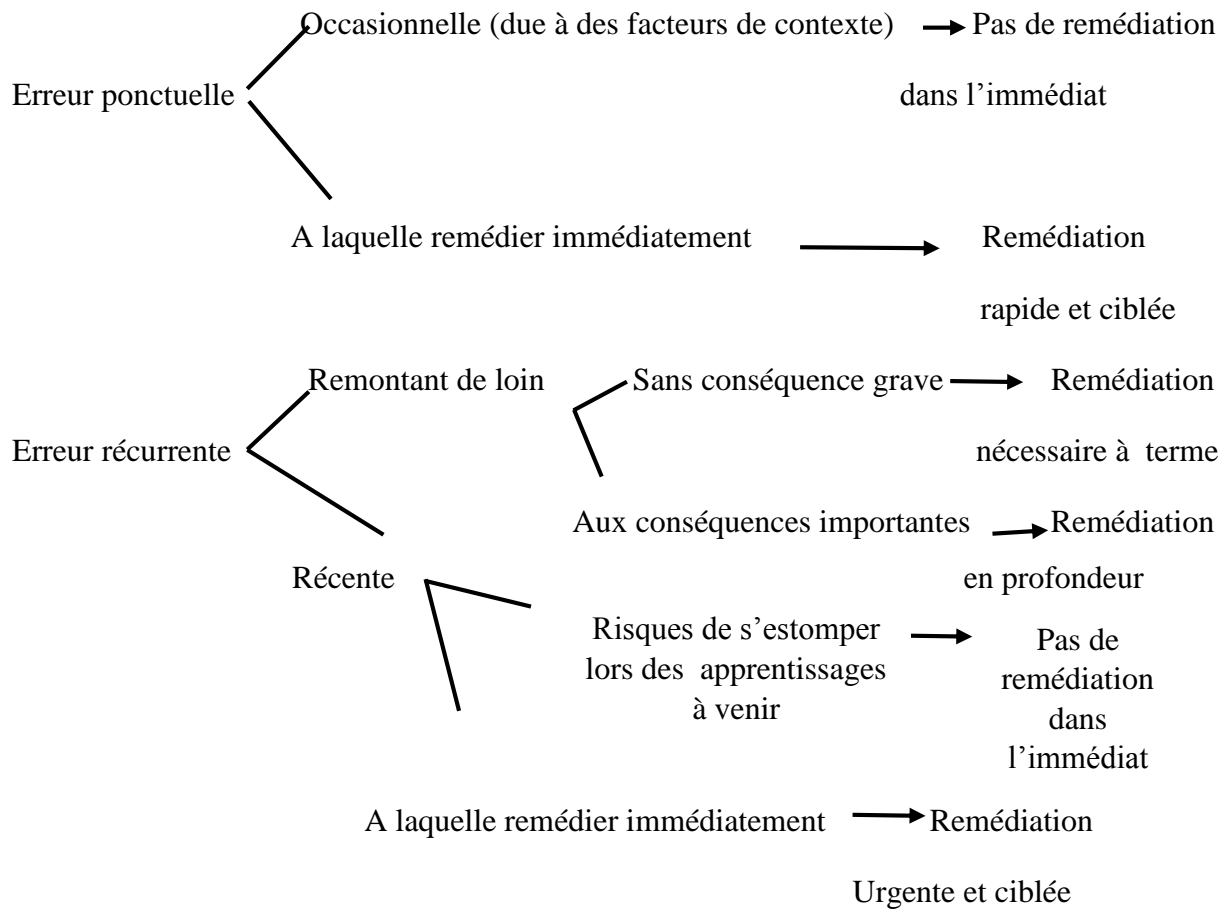 Occasionnelle (due à des facteurs de contexte) Pas de remédiation
Erreur ponctuelle dans l’immédiat
A laquelle remédier immédiatement Remédiation
rapide et ciblée
Remontant de loin Sans conséquence grave Remédiation
Erreur récurrente nécessaire à terme
Aux conséquences importantes Remédiation
Récente en profondeur
Risques de s’estomper
lors des apprentissages
à venir
Pas de
remédiation
dans
l’immédiat
A laquelle remédier immédiatement Remédiation
Urgente et ciblée